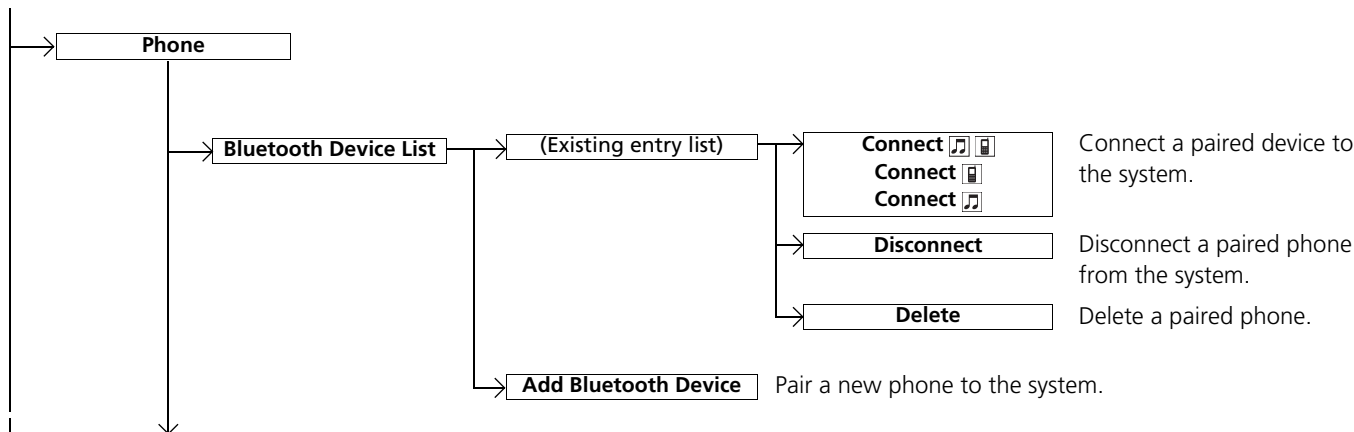 Phone
Bluetooth Device List
(Existing entry list)
Connect
Connect
Connect
Connect a paired device to
the system.
Disconnect
Disconnect a paired phone
from the system.
Delete
Delete a paired phone.
Add Bluetooth Device
Pair a new phone to the system.